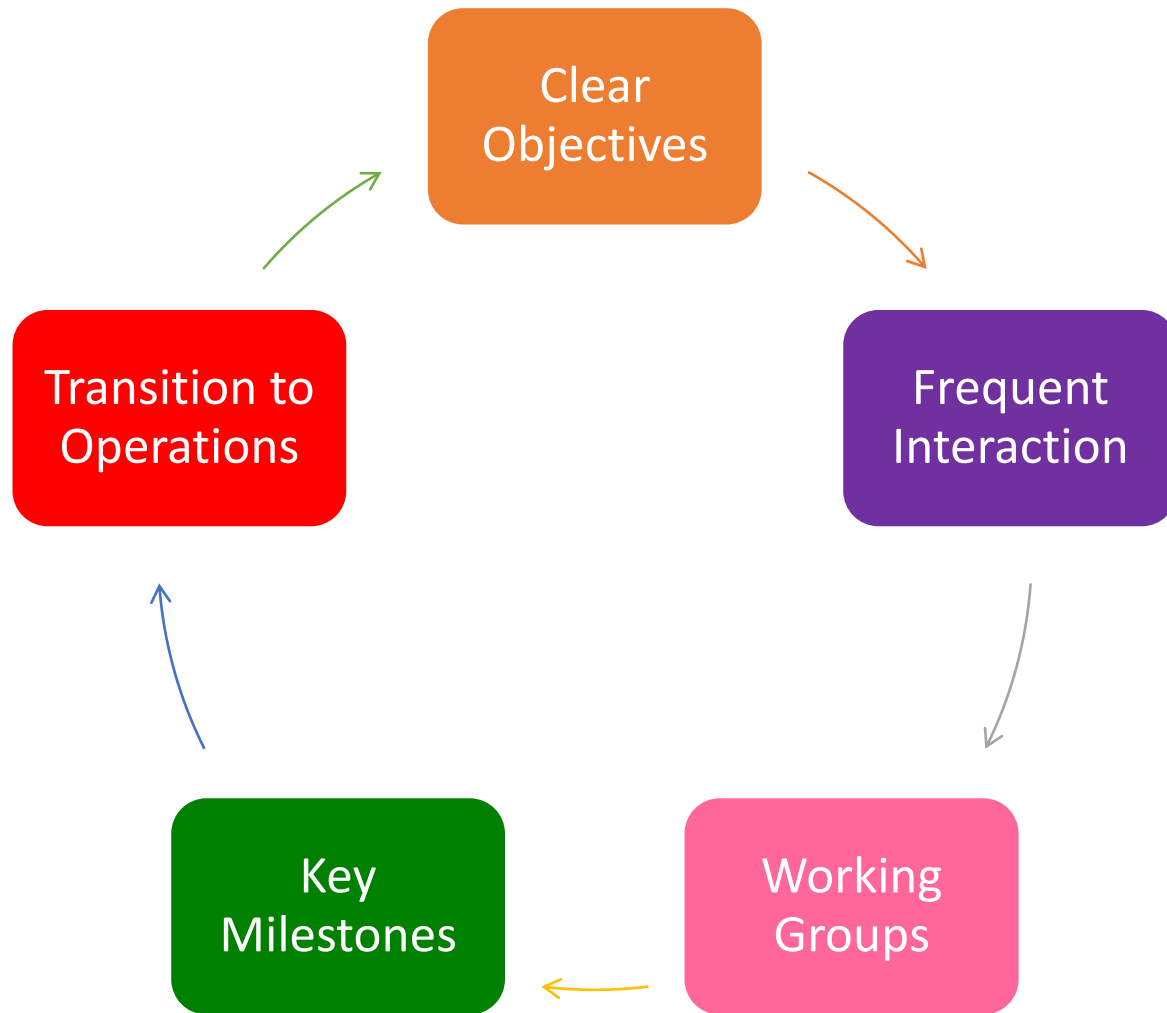 Clear
Objectives
Transition to
Operations
Frequent
Interaction
Key
Milestones
Working
Groups